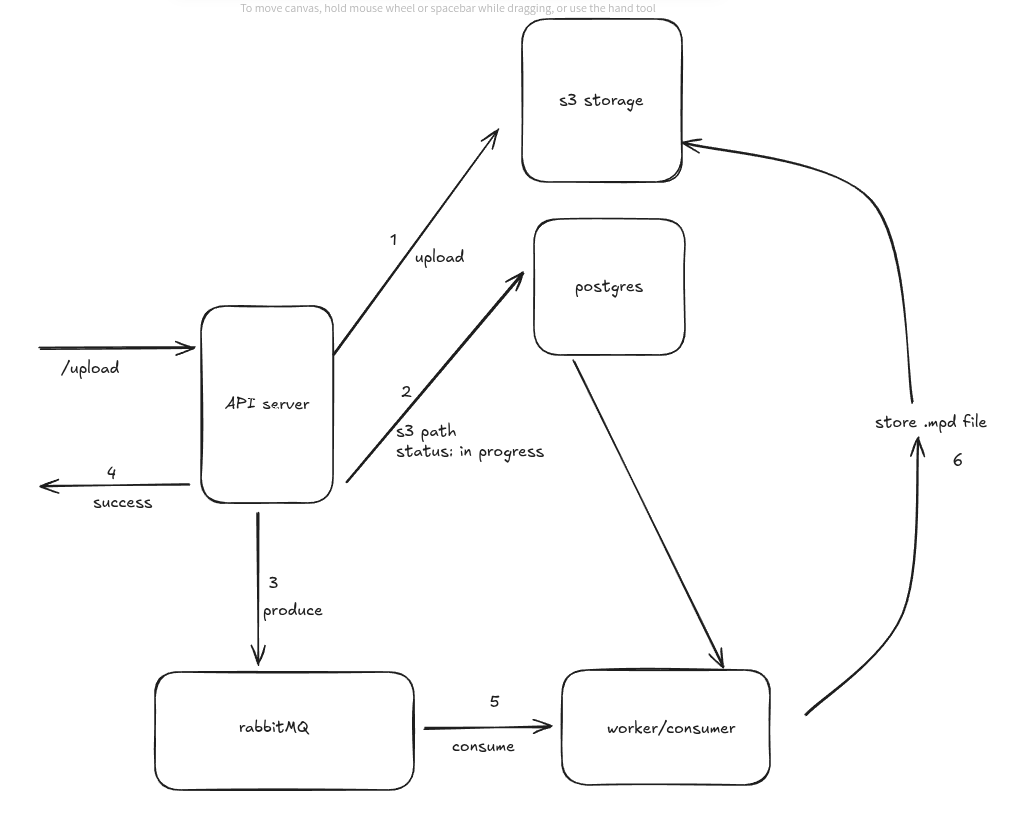 To move canvas, hold mouse wheel or spacebar while dragging, or use the hand tool
s3 storage
1
upload
postgres
/upload
API server
2
s3 path
status: in progress
store .mpd file
6
4
success
3
produce
rabbitMQ
5
consume
worker/consumer